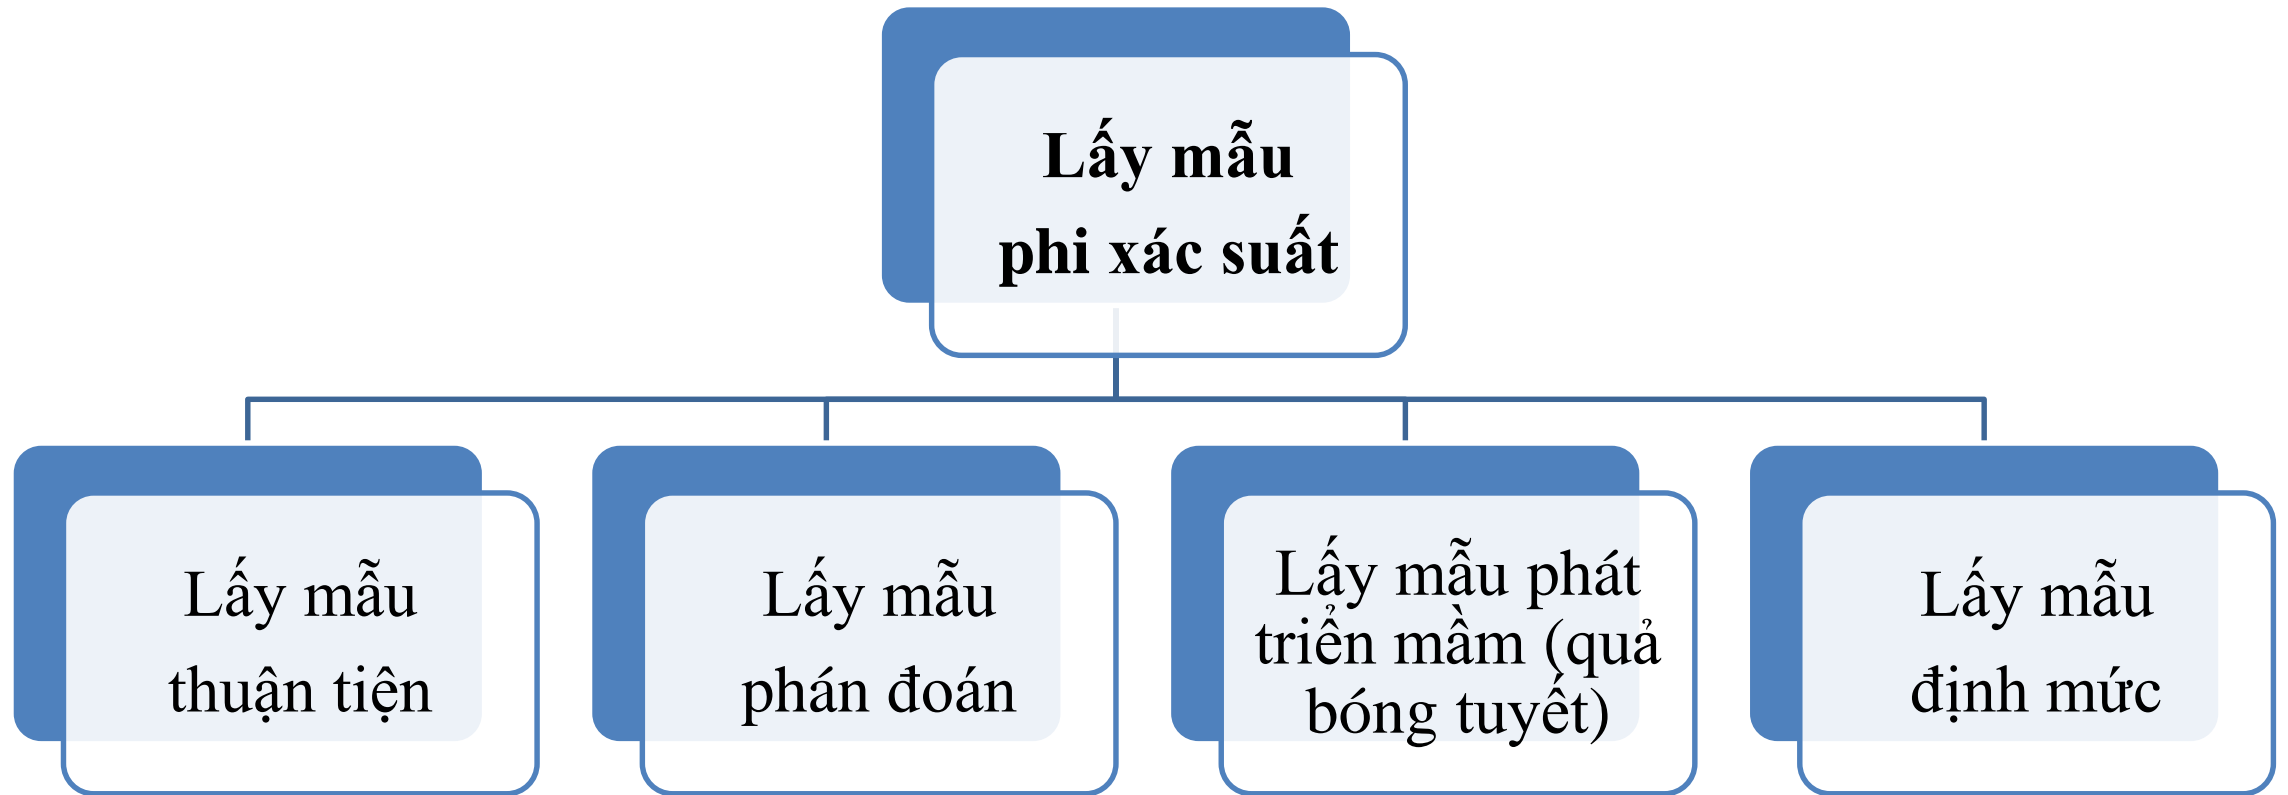 Lấy mẫu
phi xác suất
Lấy mẫu
thuận tiện
Lấy mẫu
phán đoán
Lấy mẫu phát
triển mầm (quả
bóng tuyết)
Lấy mẫu
định mức